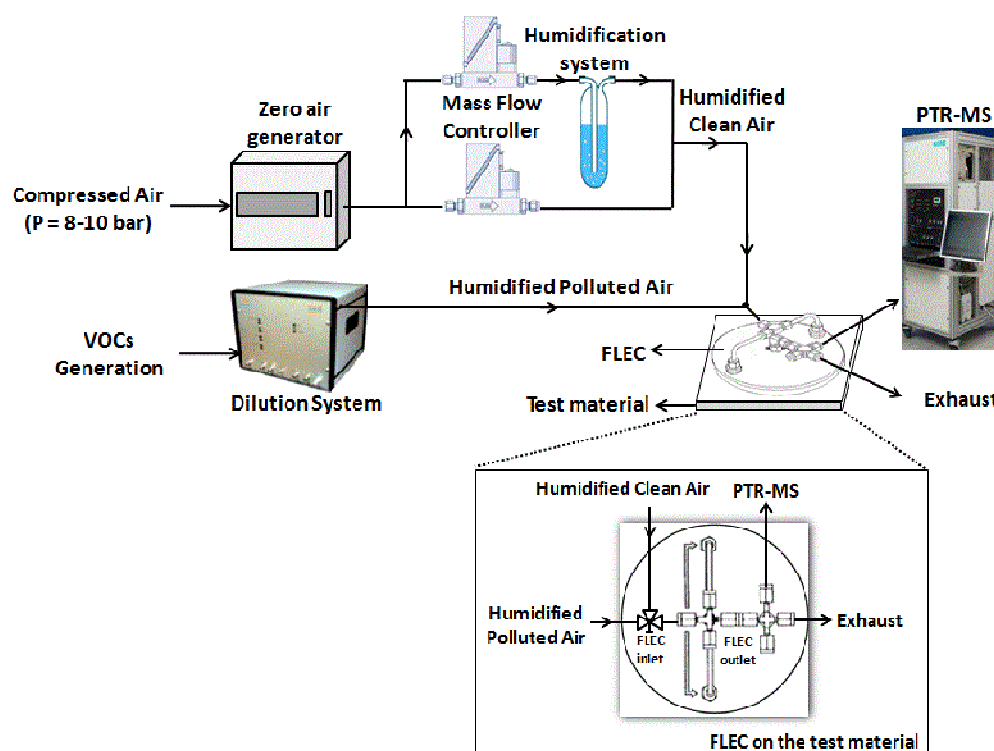 Humidification
system
Zero air
generator
Mass Flow
Controller
Humidified
Clean Air
PTR-MS
Compressed Air
(P = 8-10 bar)
Humidified Polluted Air
VOCs
Generation
FLEC
Dilution System
Test material
Exhaust
Humidified Clean Air
PTR-MS
Humidified
Polluted Air
FLEC
inlet
FLEC
outlet
Exhaust
FLEC on the test material